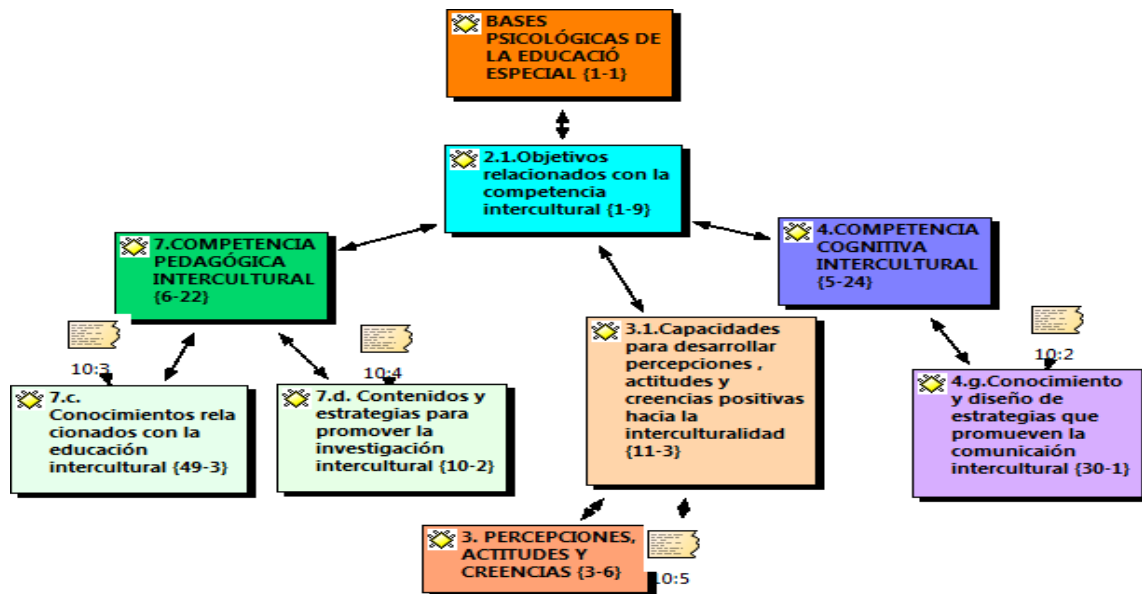 BASES
PSICOLÓGICAS DE
LA EDUCACIÓ
ESPECIAL {1-1}
2.1.Objetivos
relacionados con la
competencia
intercultural {1-9}
7.COMPETENCIA
PEDAGÓGICA
INTERCULTURAL
{6-22}
4.COMPETENCIA
COGNITIVA
INTERCULTURAL
{5-24}
10:3
10:4
3.1.Capacidades
para desarrollar
percepciones ,
actitudes y
creencias positivas
hacia la
interculturalidad
{11-3}
10:2
7.c.
Conocimientos rela
cionados con la
educación
intercultural {49-3}
7.d. Contenidos y
estrategias para
promover la
investigación
intercultural {10-2}
4.g.Conocimiento
y diseño de
estrategias que
promueven la
comunicaión
intercultural {30-1}
3. PERCEPCIONES,
ACTITUDES Y
CREENCIAS {3-6}
10:5